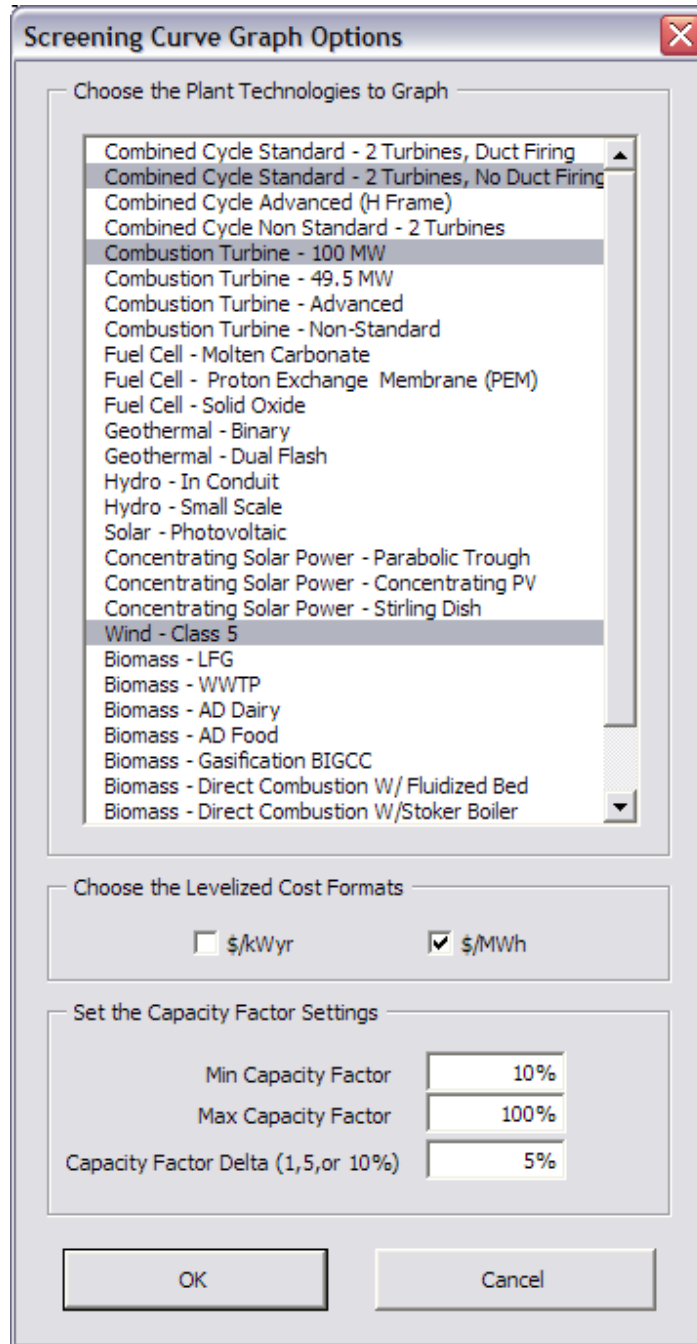 Screening Curve Graph Options
Choose the Plant Technologies to Graph
Combined Cycle Standard - 2 Turbines, Duct Firing
Combined Cycle Standard - 2 Turbines, No Duct Firing
Combined Cycle Advanced (H Frame)
Combined Cycle Non Standard - 2 Turbines
Combustion Turbine - 100 MW
Combustion Turbine - 49.5 MW
Combustion Turbine - Advanced
Combustion Turbine - Non-Standard
Fuel Cell - Molten Carbonate
Fuel Cell -  Proton Exchange  Membrane (PEM)
Fuel Cell - Solid Oxide
Geothermal - Binary
Geothermal - Dual Flash
Hydro - In Conduit
Hydro - Small Scale
Solar - Photovoltaic
Concentrating Solar Power - Parabolic Trough
Concentrating Solar Power - Concentrating PV
Concentrating Solar Power - Stirling Dish
Wind - Class 5
Biomass - LFG
Biomass - WWTP
Biomass - AD Dairy
Biomass - AD Food
Biomass - Gasification BIGCC
Biomass - Direct Combustion W/ Fluidized Bed
Biomass - Direct Combustion W/Stoker Boiler
Choose the Levelized Cost Formats
$/kWyr $/MWh
Set the Capacity Factor Settings
Min Capacity Factor 10%
Max Capacity Factor 100%
Capacity Factor Delta (1,5,or 10%) 5%
OK Cancel